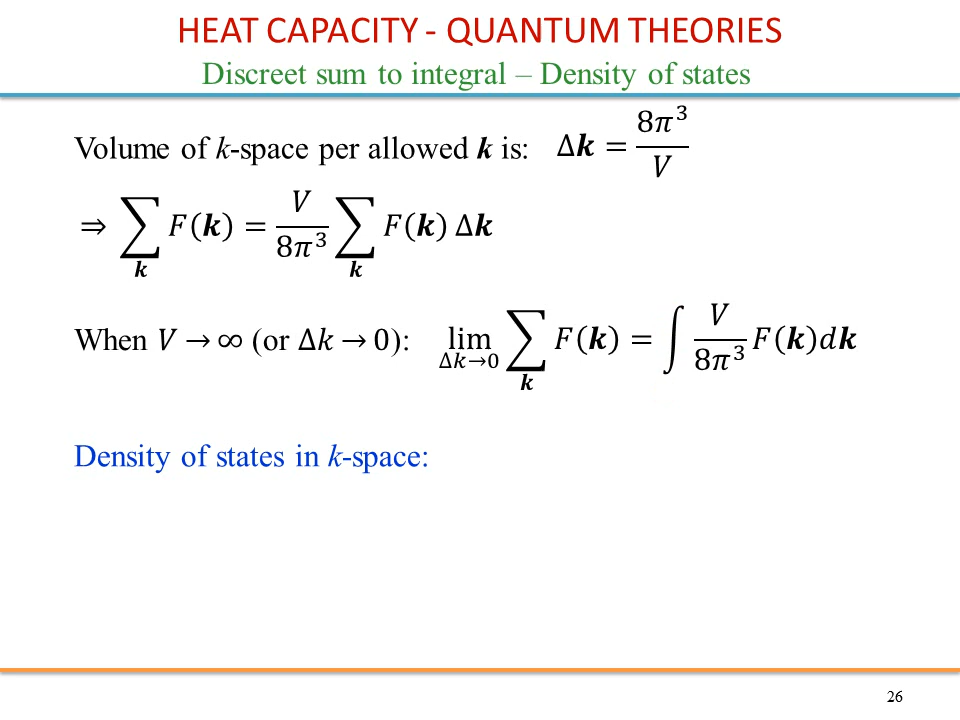 HEAT CAPACITY - QUANTUM THEORIES
Discreet sum to integral – Density of states
Volume of k-space per allowed k is: Δ𝒌 = 8𝜋³/𝑉
⇒ ∑_𝒌 𝐹(𝒌) = 𝑉/8𝜋³ ∑_𝒌 𝐹(𝒌) Δ𝒌
When 𝑉 → ∞ (or Δ𝑘 → 0): lim_{Δ𝑘→0} ∑_𝒌 𝐹(𝒌) = ∫ 𝑉/8𝜋³ 𝐹(𝒌)𝑑𝒌
Density of states in k-space:
26